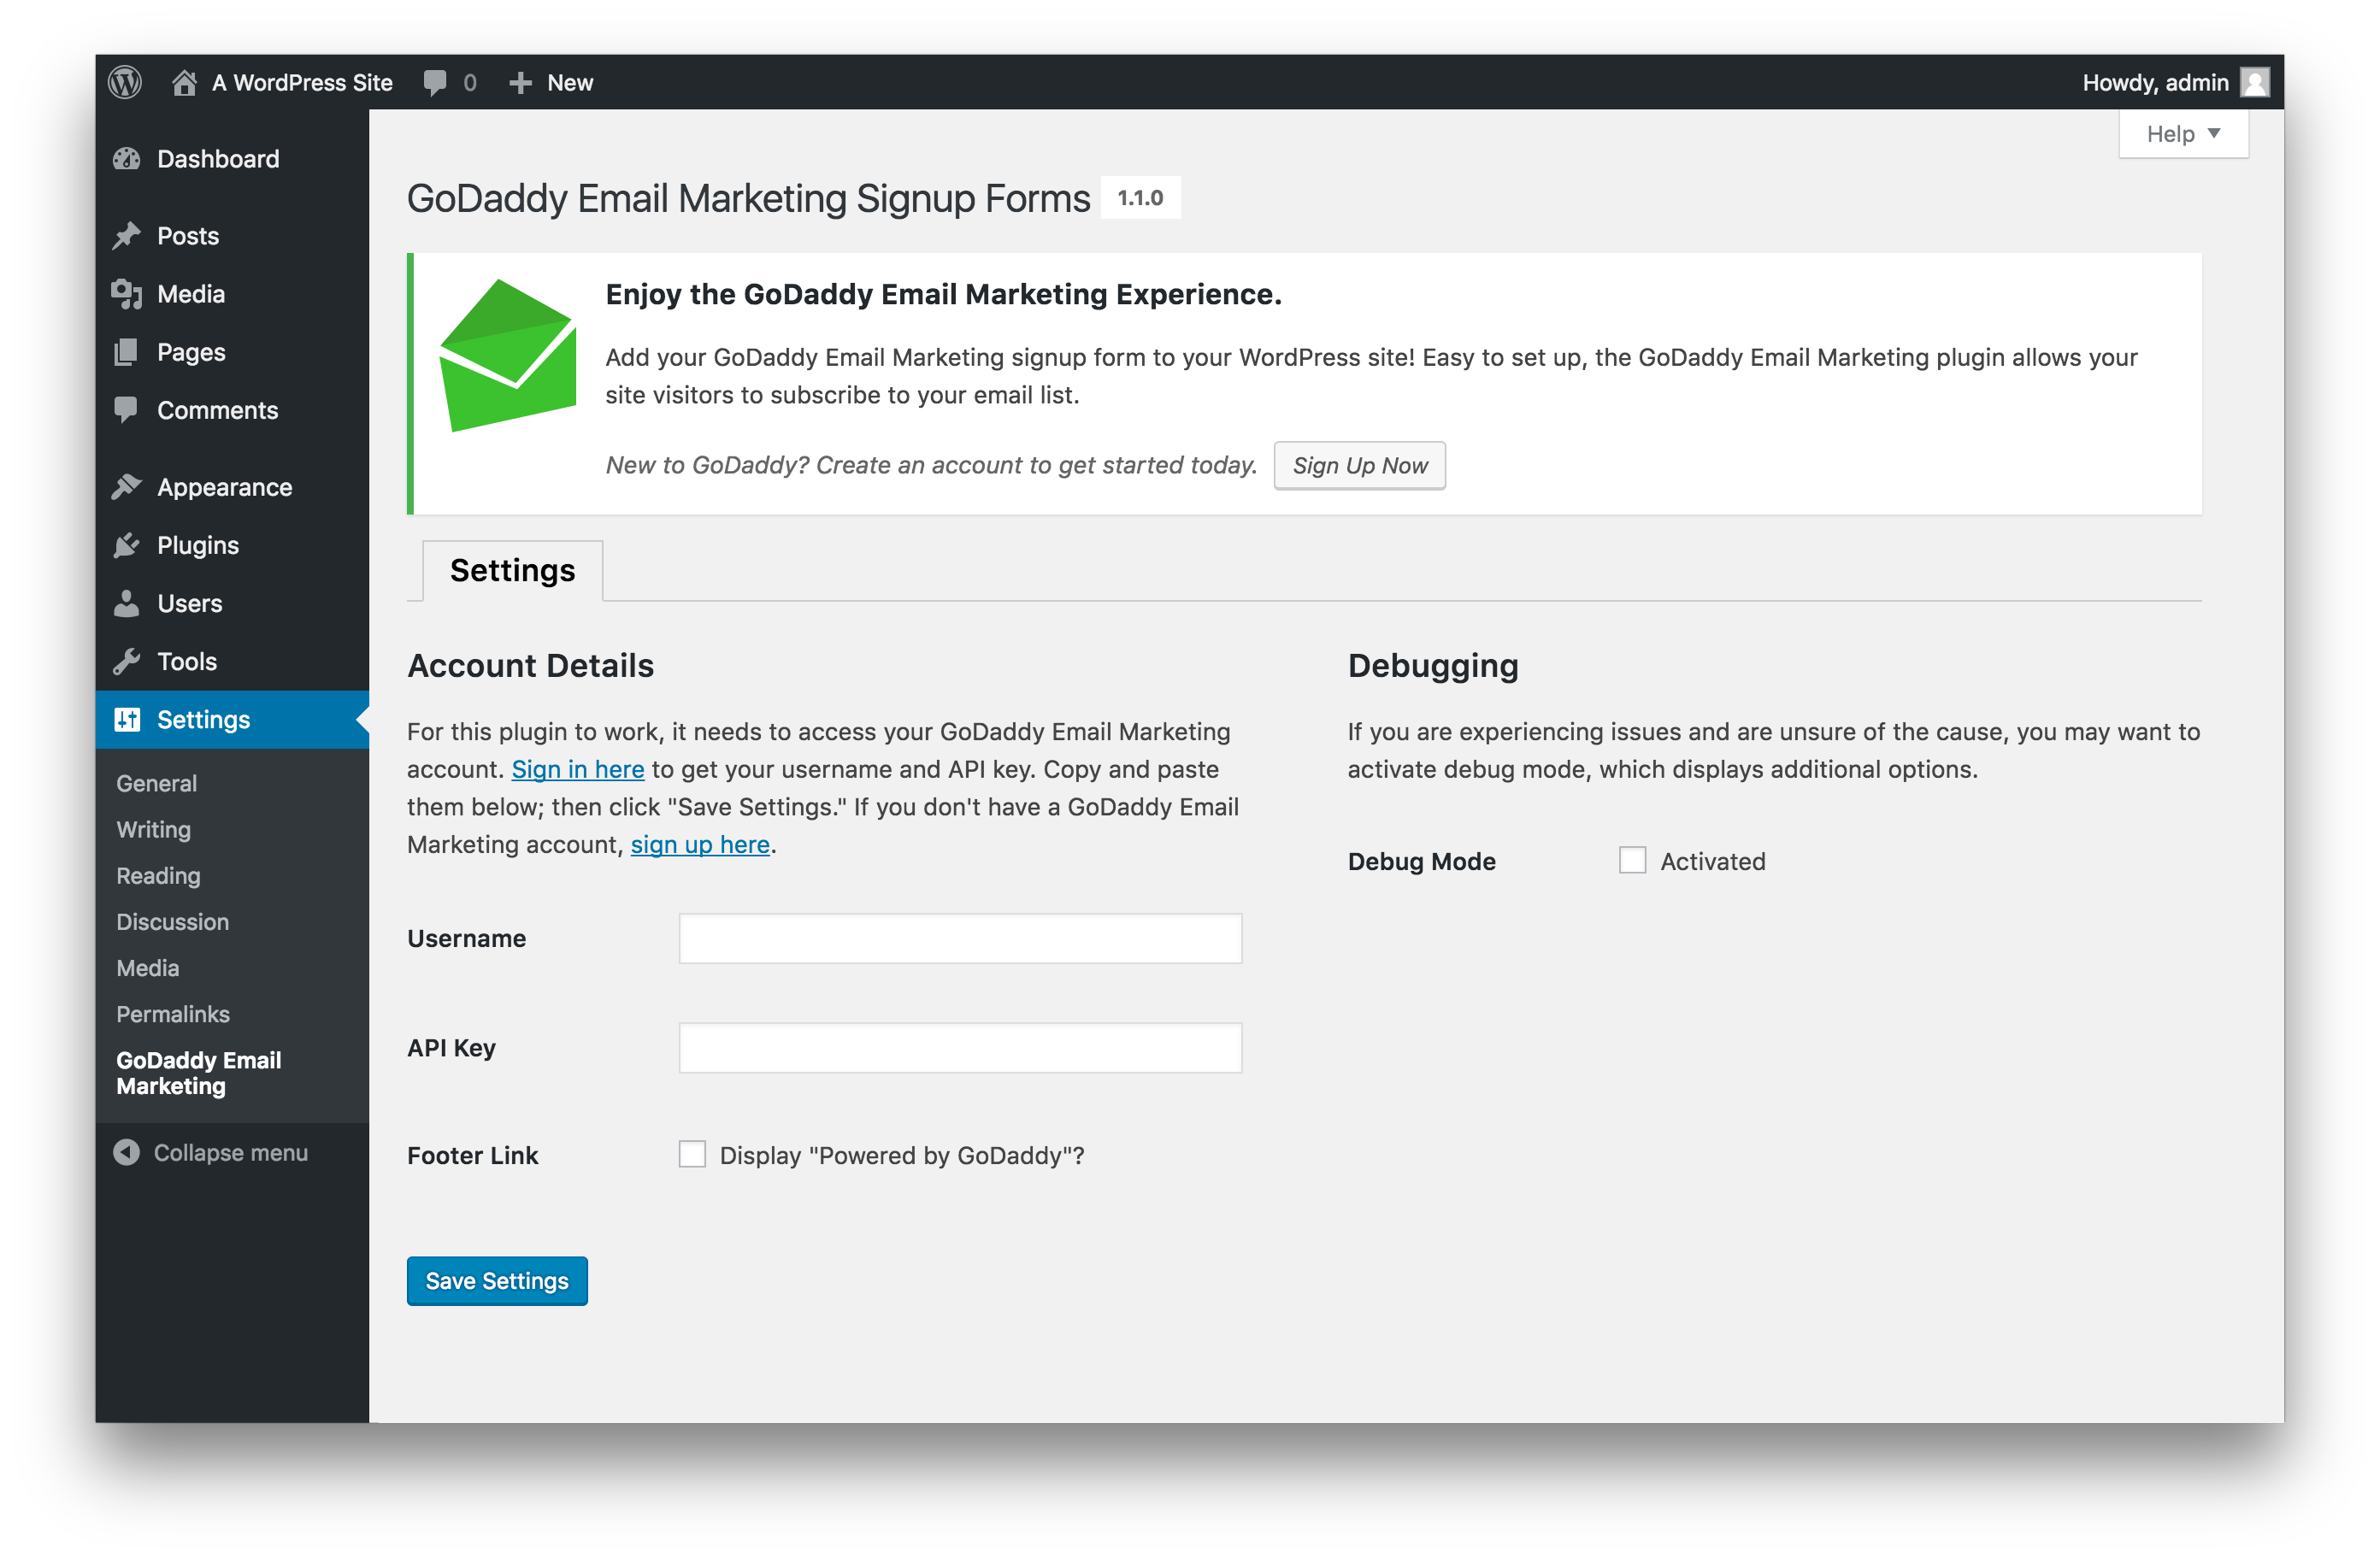 A WordPress Site
0
New
Howdy, admin
Help
Dashboard
Posts
Media
Pages
Comments
Appearance
Plugins
Users
Tools
Settings
General
Writing
Reading
Discussion
Media
Permalinks
GoDaddy Email
Marketing
Collapse menu
GoDaddy Email Marketing Signup Forms 1.1.0
Enjoy the GoDaddy Email Marketing Experience.
Add your GoDaddy Email Marketing signup form to your WordPress site! Easy to set up, the GoDaddy Email Marketing plugin allows your
site visitors to subscribe to your email list.
New to GoDaddy? Create an account to get started today. Sign Up Now
Settings
Account Details
For this plugin to work, it needs to access your GoDaddy Email Marketing
account. Sign in here to get your username and API key. Copy and paste
them below; then click "Save Settings." If you don't have a GoDaddy Email
Marketing account, sign up here.
Username
API Key
Footer Link
Display "Powered by GoDaddy"?
Save Settings
Debugging
If you are experiencing issues and are unsure of the cause, you may want to
activate debug mode, which displays additional options.
Debug Mode
Activated